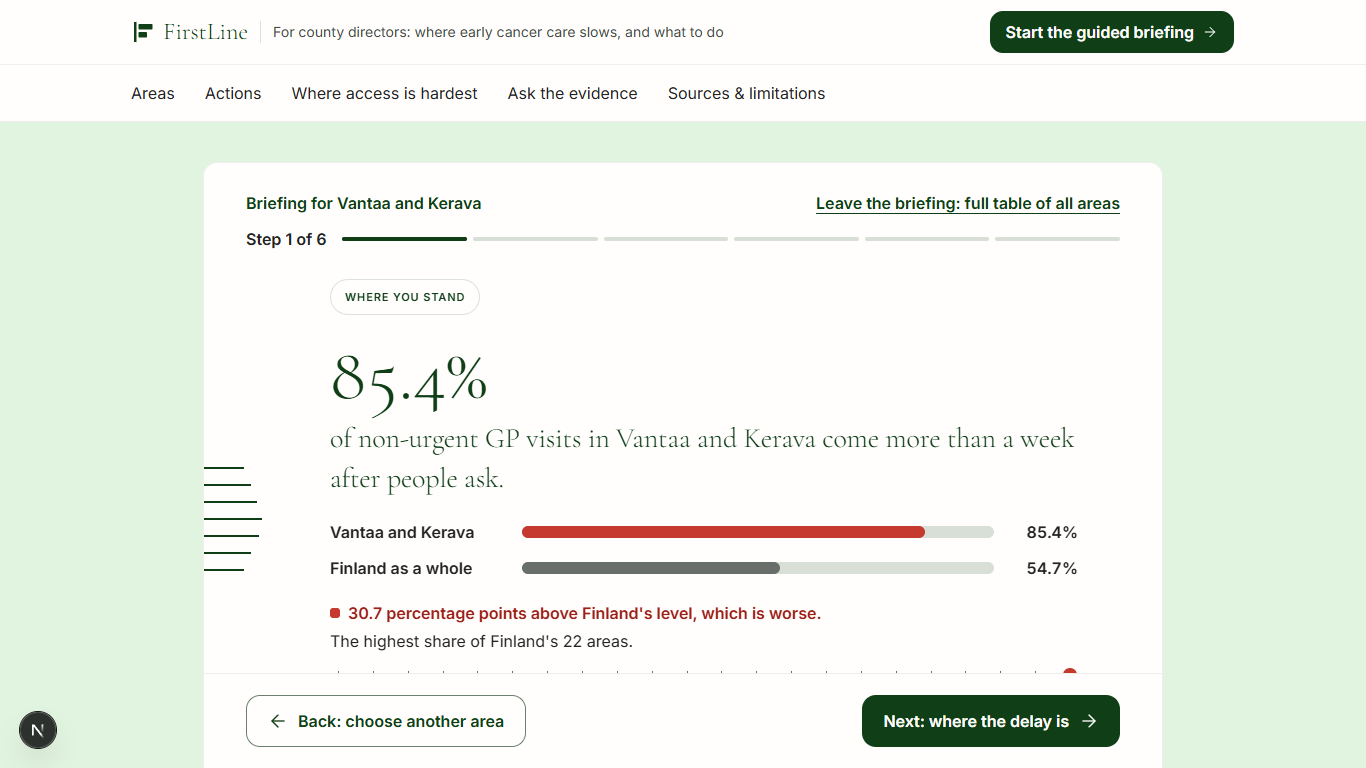 FirstLine
For county directors: where early cancer care slows, and what to do
Start the guided briefing
Areas
Actions
Where access is hardest
Ask the evidence
Sources & limitations
Briefing for Vantaa and Kerava
Leave the briefing: full table of all areas
Step 1 of 6
WHERE YOU STAND
85.4%
of non-urgent GP visits in Vantaa and Kerava come more than a week
after people ask.
Vantaa and Kerava
85.4%
Finland as a whole
54.7%
30.7 percentage points above Finland's level, which is worse.
The highest share of Finland's 22 areas.
Back: choose another area
Next: where the delay is
N